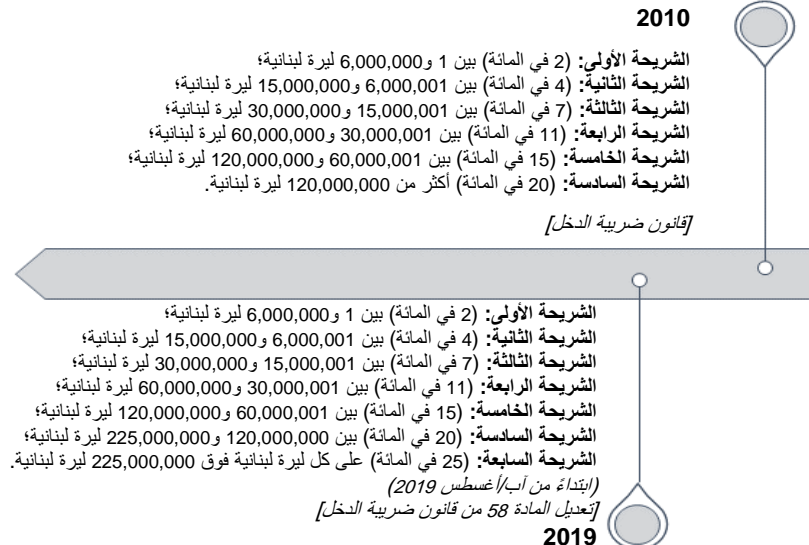 2010
الشريحة الأولى: (2 في المائة) بين 1 و6,000,000 ليرة لبنانية؛
الشريحة الثانية: (4 في المائة) بين 6,000,001 و15,000,000 ليرة لبنانية؛
الشريحة الثالثة: (7 في المائة) بين 15,000,001 و30,000,000 ليرة لبنانية؛
الشريحة الرابعة: (11 في المائة) بين 30,000,001 و60,000,000 ليرة لبنانية؛
الشريحة الخامسة: (15 في المائة) بين 60,000,001 و120,000,000 ليرة لبنانية؛
الشريحة السادسة: (20 في المائة) أكثر من 120,000,000 ليرة لبنانية.
[قانون ضريبة الدخل]
الشريحة الأولى: (2 في المائة) بين 1 و6,000,000 ليرة لبنانية؛
الشريحة الثانية: (4 في المائة) بين 6,000,001 و15,000,000 ليرة لبنانية؛
الشريحة الثالثة: (7 في المائة) بين 15,000,001 و30,000,000 ليرة لبنانية؛
الشريحة الرابعة: (11 في المائة) بين 30,000,001 و60,000,000 ليرة لبنانية؛
الشريحة الخامسة: (15 في المائة) بين 60,000,001 و120,000,000 ليرة لبنانية؛
الشريحة السادسة: (20 في المائة) بين 120,000,000 و225,000,000 ليرة لبنانية؛
الشريحة السابعة: (25 في المائة) على كل ليرة لبنانية فوق 225,000,000 ليرة لبنانية.
(ابتداءً من آب/أغسطس 2019)
[تعديل المادة 58 من قانون ضريبة الدخل]
2019